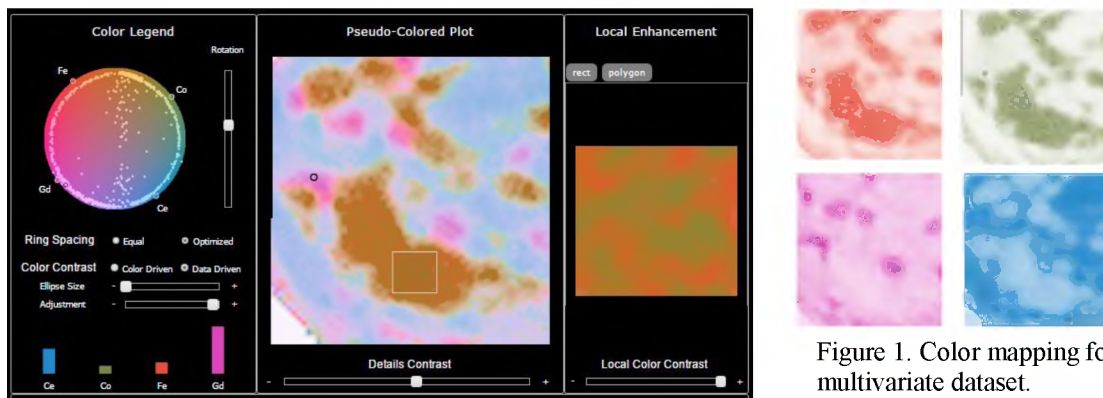 Color Legend
Rotation
Fe
Co
Gd
Ce
Ring Spacing Equal Optimized
Color Contrast Color Driven Data Driven
Ellipse Size - +
Adjustment - +
Ce Co Fe Gd
Pseudo-Colored Plot
Details Contrast
- +
Local Enhancement
rect polygon
Local Color Contrast
- +
Figure 1. Color mapping fo
multivariate dataset.